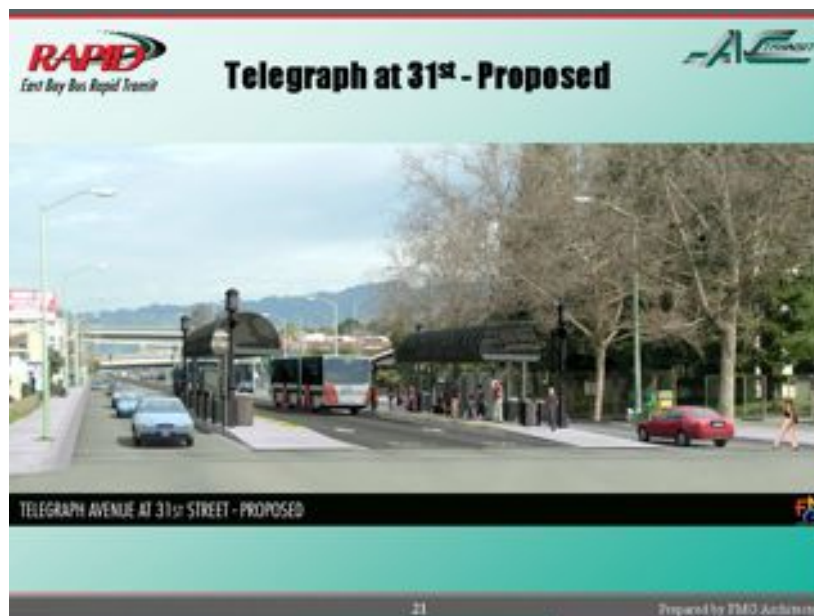 RAPID
East Bay Bus Rapid Transit
Telegraph at 31st - Proposed
AC TRANSIT
TELEGRAPH AVENUE AT 31ST STREET - PROPOSED
21
Prepared by FMG Architects